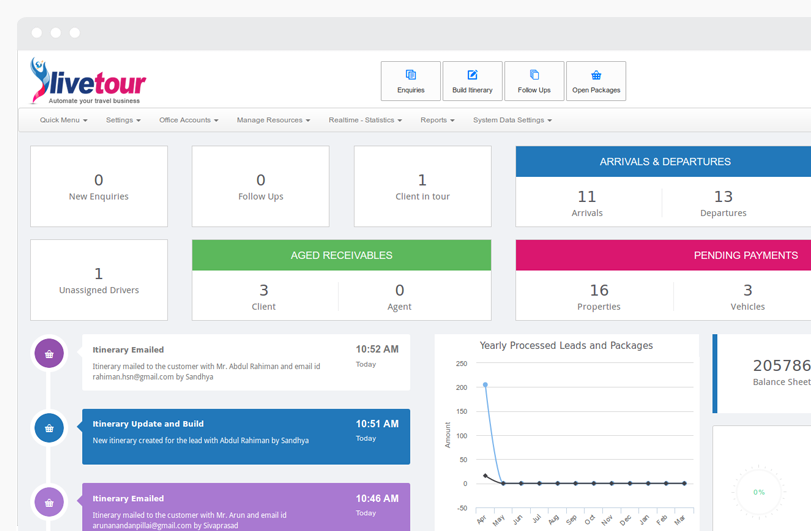 livetour
Automate your travel business
Enquiries
Build Itinerary
Follow Ups
Open Packages
Quick Menu
Settings
Office Accounts
Manage Resources
Realtime - Statistics
Reports
System Data Settings
0
New Enquiries
0
Follow Ups
1
Client in tour
ARRIVALS & DEPARTURES
11
Arrivals
13
Departures
1
Unassigned Drivers
AGED RECEIVABLES
3
Client
0
Agent
PENDING PAYMENTS
16
Properties
3
Vehicles
Itinerary Emailed
10:52 AM
Itinerary mailed to the customer with Mr. Abdul Rahiman and email id
Today
rahiman.hsn@gmail.com by Sandhya
Itinerary Update and Build
10:51 AM
New itinerary created for the lead with Abdul Rahiman by Sandhya
Today
Itinerary Emailed
10:46 AM
Itinerary mailed to the customer with Mr. Arun and email id
Today
arunanandanpillai@gmail.com by Sivaprasad
Yearly Processed Leads and Packages
Amount
250
200
150
100
50
0
-50
Apr
May
Jun
Jul
Aug
Sep
Oct
Nov
Dec
Jan
Feb
Mar
205786
Balance Sheet
0%